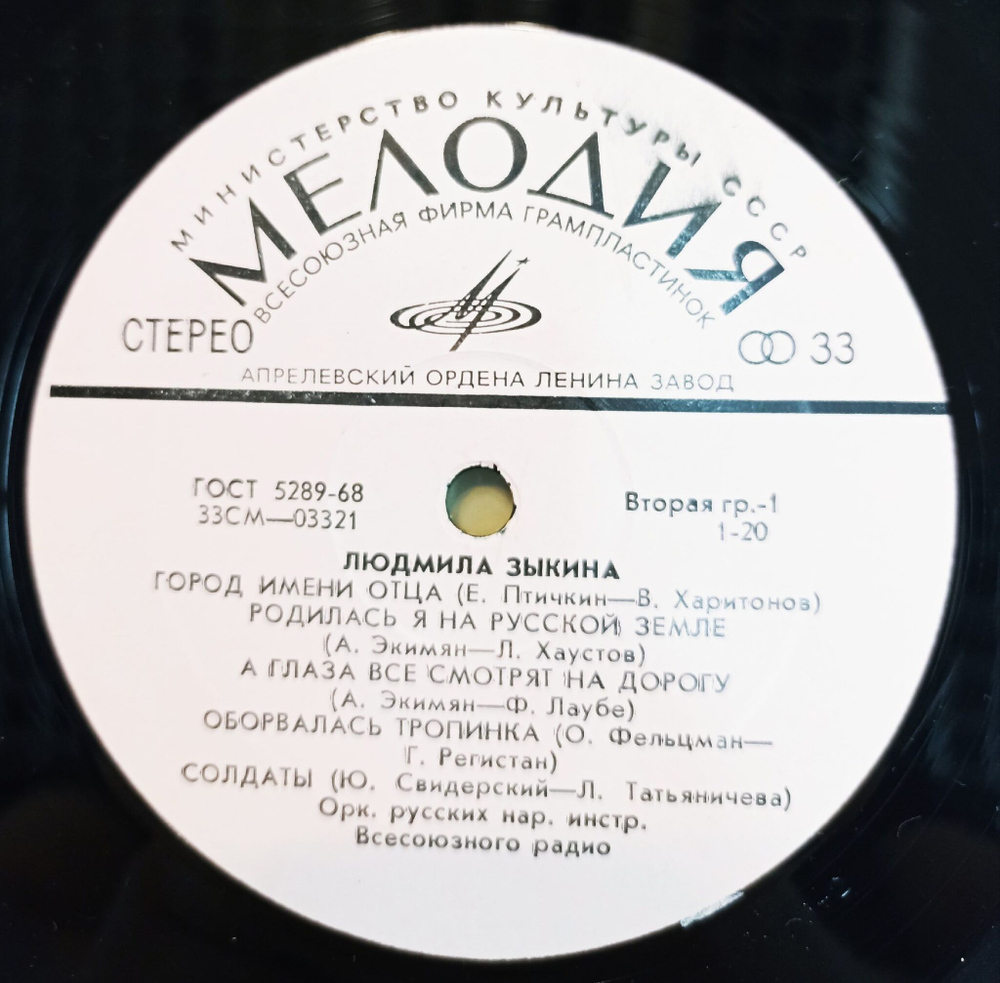 МИНИСТЕРСТВО КУЛЬТУРЫ СССР
МЕЛОДИЯ
ВСЕСОЮЗНАЯ ФИРМА ГРАМПЛАСТИНОК
СТЕРЕО
33
АПРЕЛЕВСКИЙ ОРДЕНА ЛЕНИНА ЗАВОД
ГОСТ 5289-68
33СМ—03321
Вторая гр.-1
1-20
ЛЮДМИЛА ЗЫКИНА
ГОРОД ИМЕНИ ОТЦА (Е. Птичкин—В. Харитонов)
РОДИЛАСЬ Я НА РУССКОЙ ЗЕМЛЕ
(А. Экимян—Л. Хаустов)
А ГЛАЗА ВСЕ СМОТРЯТ НА ДОРОГУ
(А. Экимян—Ф. Лаубе)
ОБОРВАЛАСЬ ТРОПИНКА (О. Фельцман—
Г. Регистан)
СОЛДАТЫ (Ю. Свидерский—Л. Татьяничева)
Орк. русских нар. инстр.
Всесоюзного радио